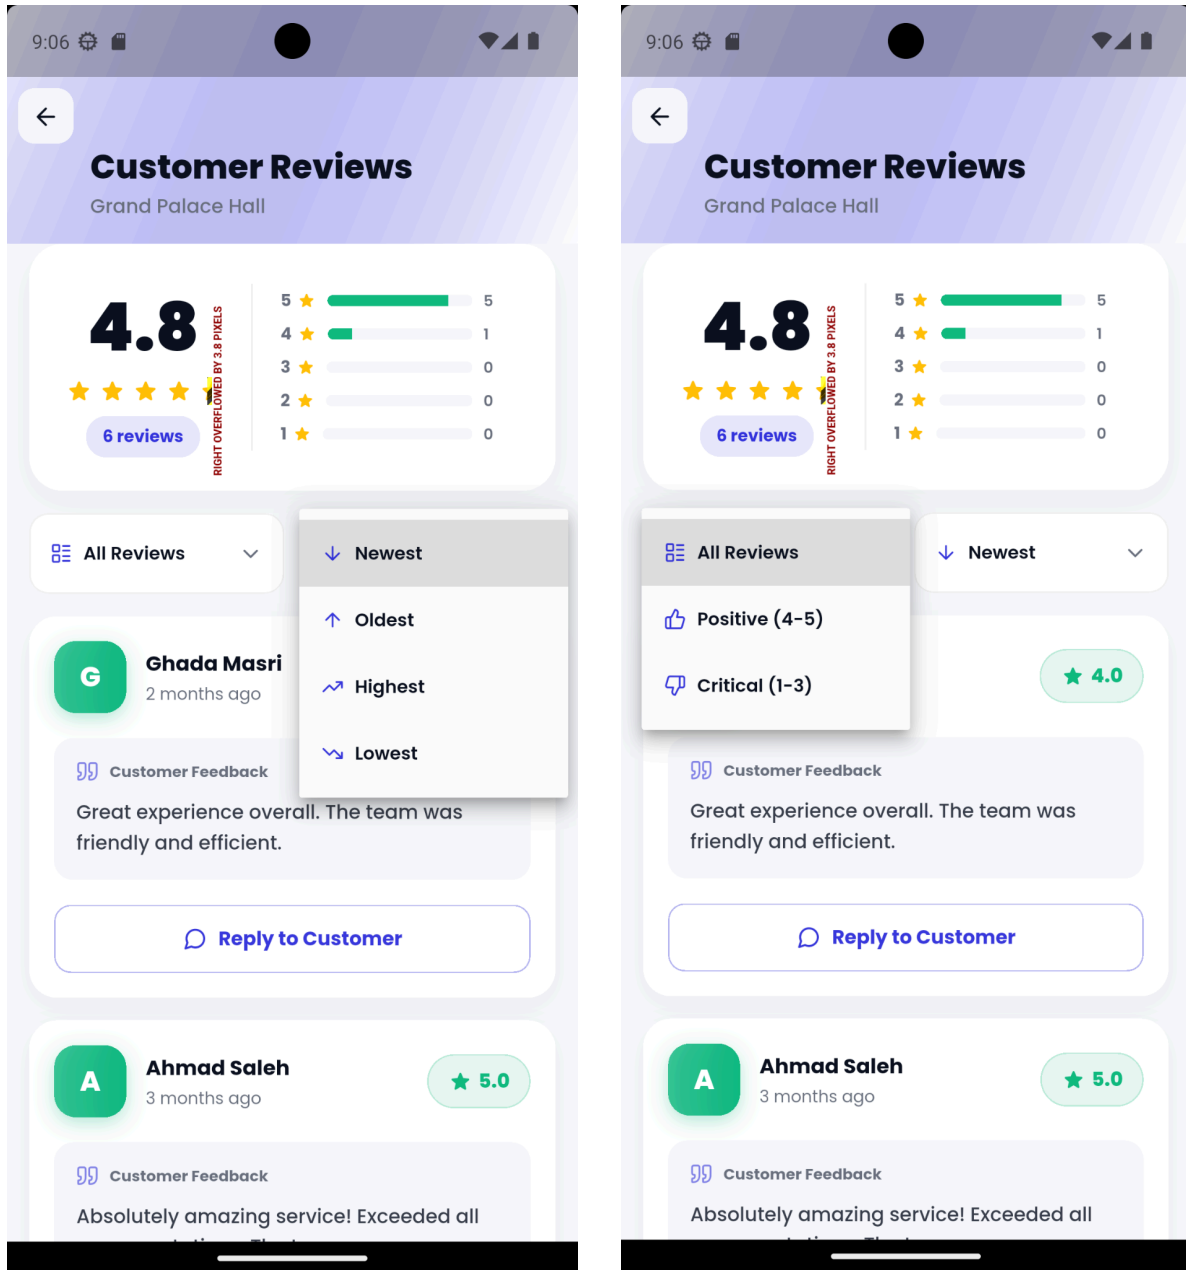 9:06
Customer Reviews
Grand Palace Hall
4.8
6 reviews
RIGHT OVERFLOWED BY 3.8 PIXELS
5 5
4 1
3 0
2 0
1 0
All Reviews
Newest
Oldest
Highest
Lowest
G
Ghada Masri
2 months ago
Customer Feedback
Great experience overall. The team was
friendly and efficient.
Reply to Customer
A
Ahmad Saleh
5.0
3 months ago
Customer Feedback
Absolutely amazing service! Exceeded all
9:06
Customer Reviews
Grand Palace Hall
4.8
6 reviews
RIGHT OVERFLOWED BY 3.8 PIXELS
5 5
4 1
3 0
2 0
1 0
All Reviews
Positive (4-5)
Critical (1-3)
Newest
4.0
Customer Feedback
Great experience overall. The team was
friendly and efficient.
Reply to Customer
A
Ahmad Saleh
5.0
3 months ago
Customer Feedback
Absolutely amazing service! Exceeded all